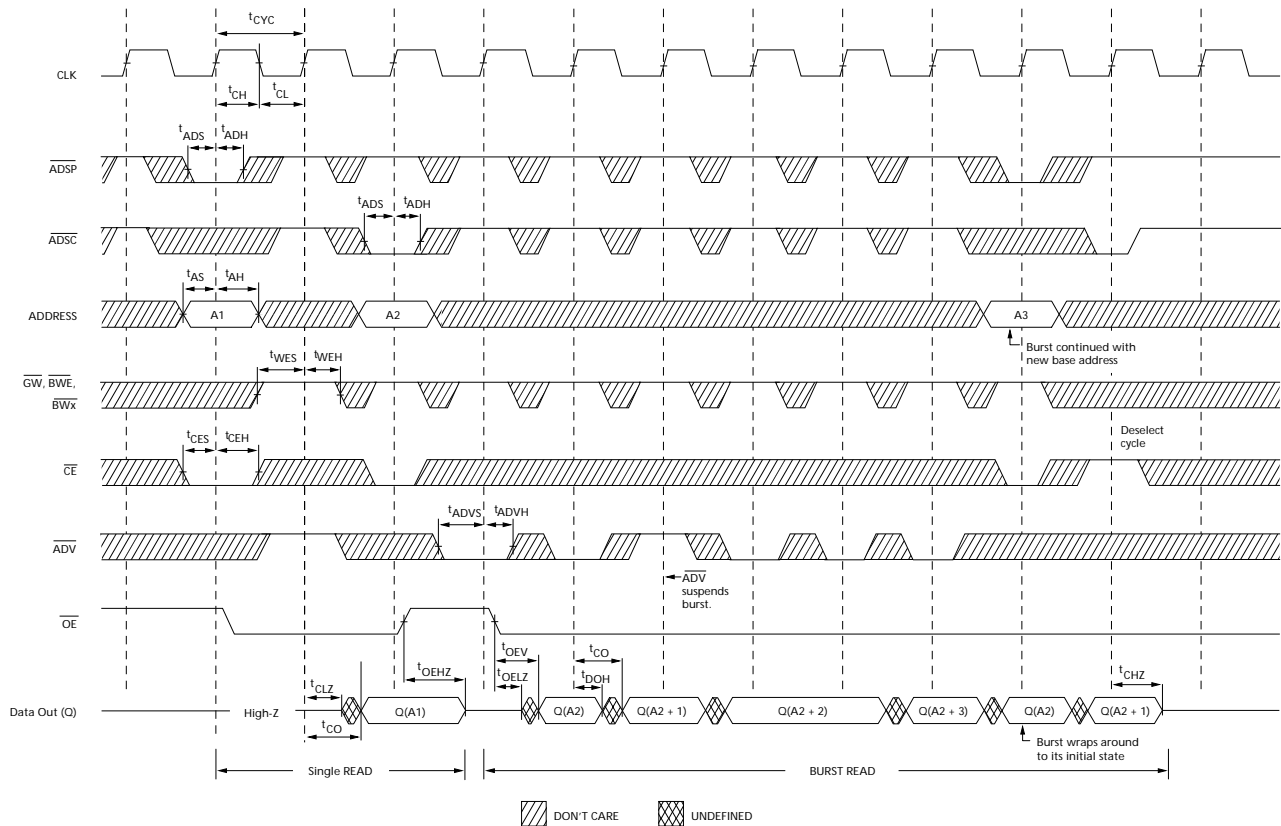 tCYC
CLK
tCH
tCL
tADS
tADH
ADSP
tADS
tADH
ADSC
tAS
tAH
ADDRESS
A1
A2
A3
Burst continued with
new base address
tWES
tWEH
GW, BWE,
BWx
Deselect
cycle
tCES
tCEH
CE
tADVS
tADVH
ADV
ADV
suspends
burst.
OE
tOEHZ
tOEV
tCO
tOELZ
tDOH
tCLZ
tCHZ
Data Out (Q)
High-Z
Q(A1)
Q(A2)
Q(A2 + 1)
Q(A2 + 2)
Q(A2 + 3)
Q(A2)
Q(A2 + 1)
tCO
Burst wraps around
to its initial state
Single READ
BURST READ
DON'T CARE
UNDEFINED